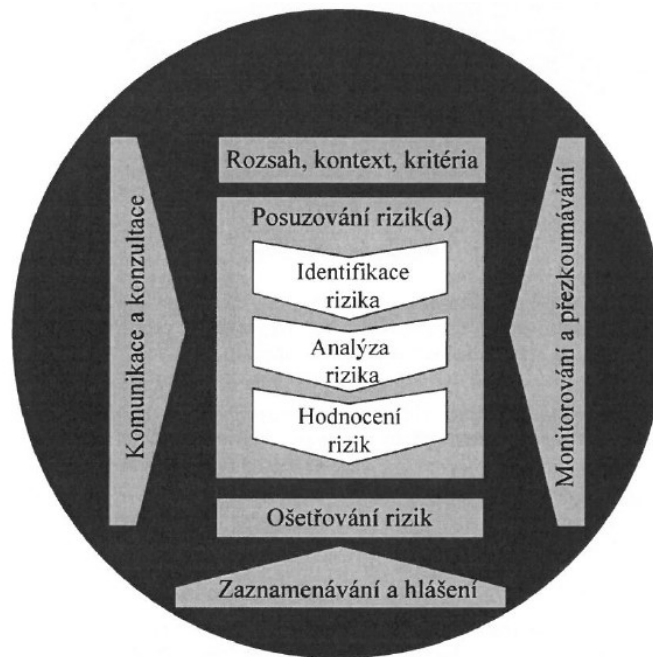 Rozsah, kontext, kritéria
Komunikace a konzultace
Posuzování rizik(a)
Identifikace
rizika
Analýza
rizika
Hodnocení
rizik
Monitorování a přezkoumávání
Ošetřování rizik
Zaznamenávání a hlášení